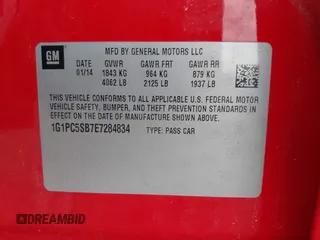 GM
MFD BY GENERAL MOTORS LLC
DATE GVWR GAWR FRT GAWR RR
01/14 1843 KG 964 KG 879 KG
4062 LB 2125 LB 1937 LB
THIS VEHICLE CONFORMS TO ALL APPLICABLE U.S. FEDERAL
MOTOR VEHICLE SAFETY, BUMPER, AND THEFT PREVENTION
STANDARDS IN EFFECT ON THE DATE OF MANUFACTURE
SHOWN ABOVE.
1G1PC5SB7E7284834 TYPE: PASS CAR
DREAMBID